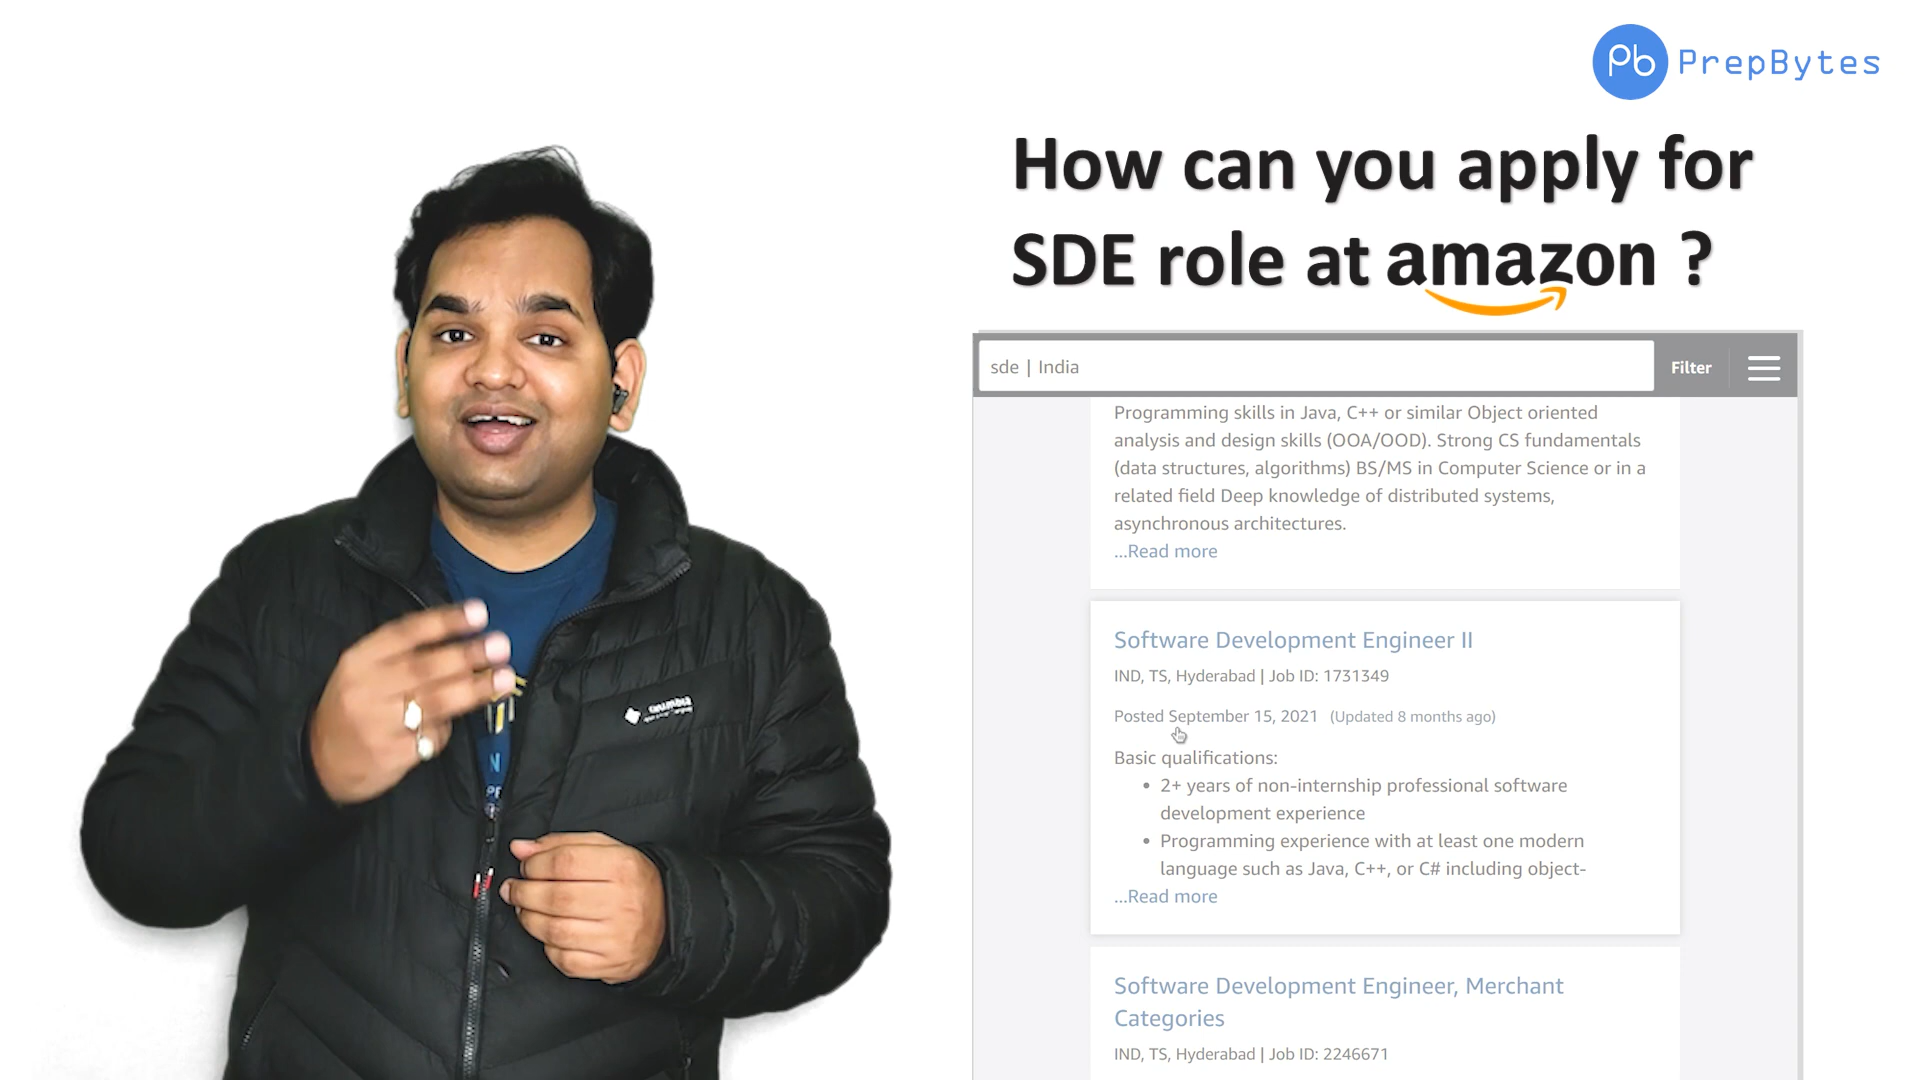 Pb PrepBytes
How can you apply for
SDE role at amazon ?
sde | India
Filter
Programming skills in Java, C++ or similar Object oriented
analysis and design skills (OOA/OOD). Strong CS fundamentals
(data structures, algorithms) BS/MS in Computer Science or in a
related field Deep knowledge of distributed systems,
asynchronous architectures.
...Read more
Software Development Engineer II
IND, TS, Hyderabad | Job ID: 1731349
Posted September 15, 2021 (Updated 8 months ago)
Basic qualifications:
• 2+ years of non-internship professional software
development experience
• Programming experience with at least one modern
language such as Java, C++, or C# including object-
...Read more
Software Development Engineer, Merchant
Categories
IND, TS, Hyderabad | Job ID: 2246671
Columbia